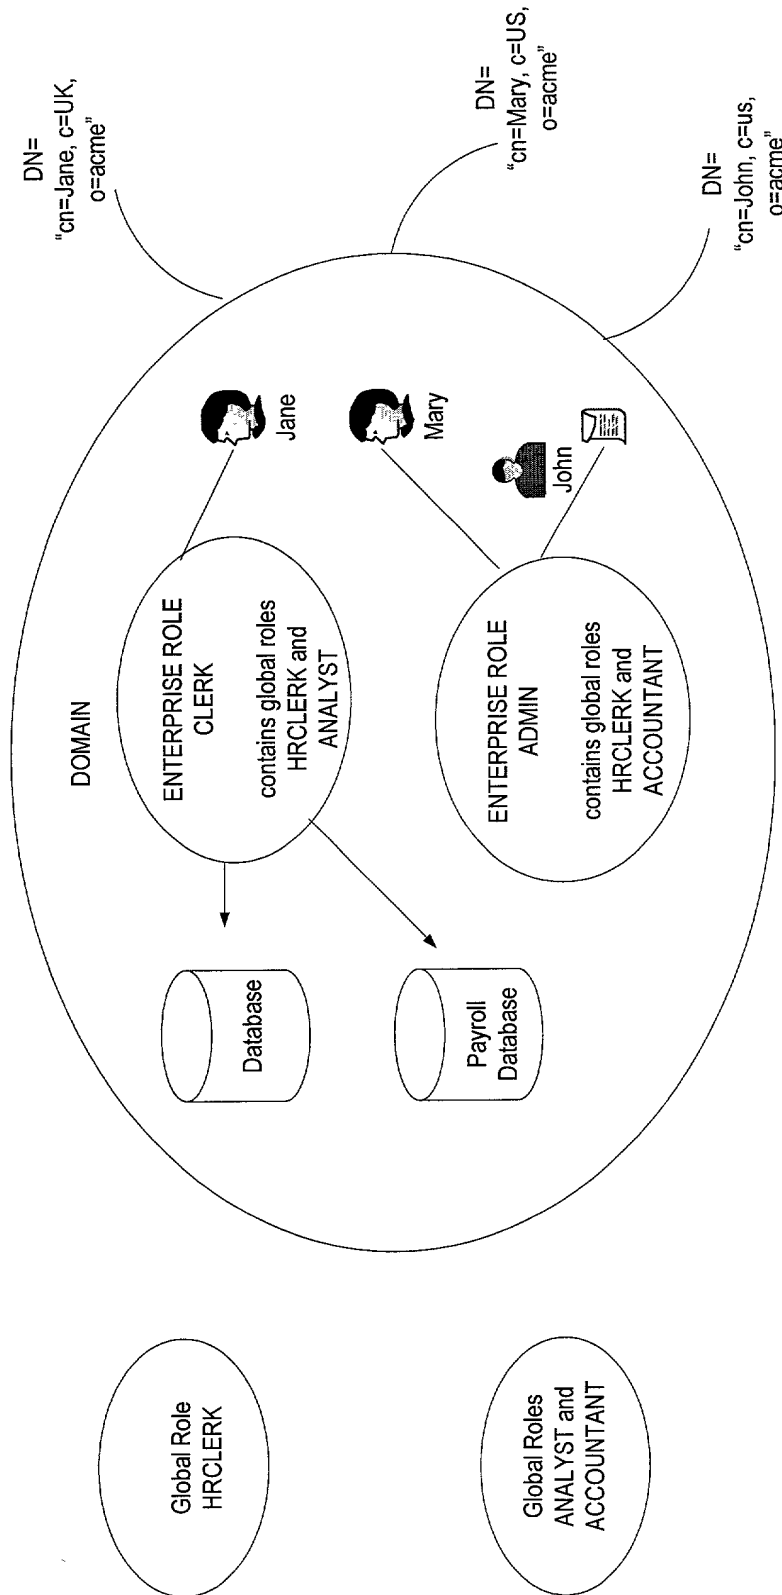 Global Role
HRCLERK
Global Roles
ANALYST and
ACCOUNTANT
DOMAIN
Database
Payroll
Database
ENTERPRISE ROLE
CLERK
contains global roles
HRCLERK and
ANALYST
ENTERPRISE ROLE
ADMIN
contains global roles
HRCLERK and
ACCOUNTANT
Jane
Mary
John
DN=
“cn=Jane, c=UK,
o=acme”
DN=
“cn=Mary, c=US,
o=acme”
DN=
“cn=John, c=us,
o=acme”